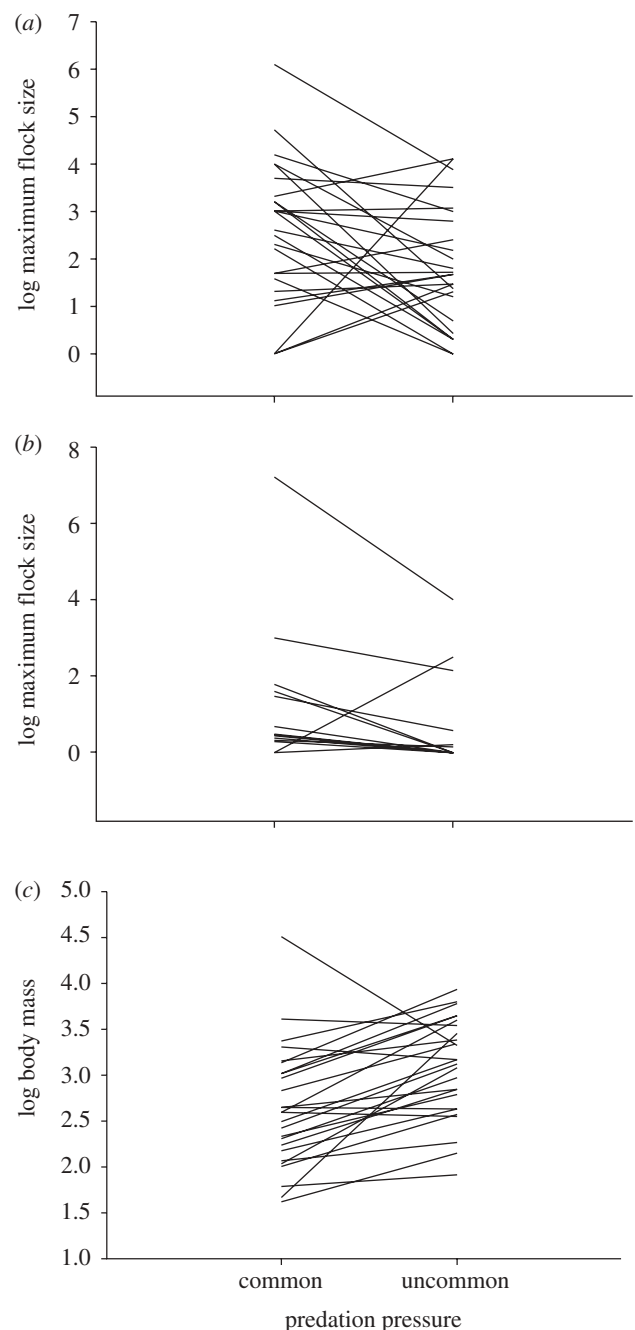 (a)
7
6
5
4
3
2
1
0
log maximum flock size
(b)
8
6
4
2
0
log maximum flock size
(c)
5.0
4.5
4.0
3.5
3.0
2.5
2.0
1.5
1.0
log body mass
common uncommon
predation pressure